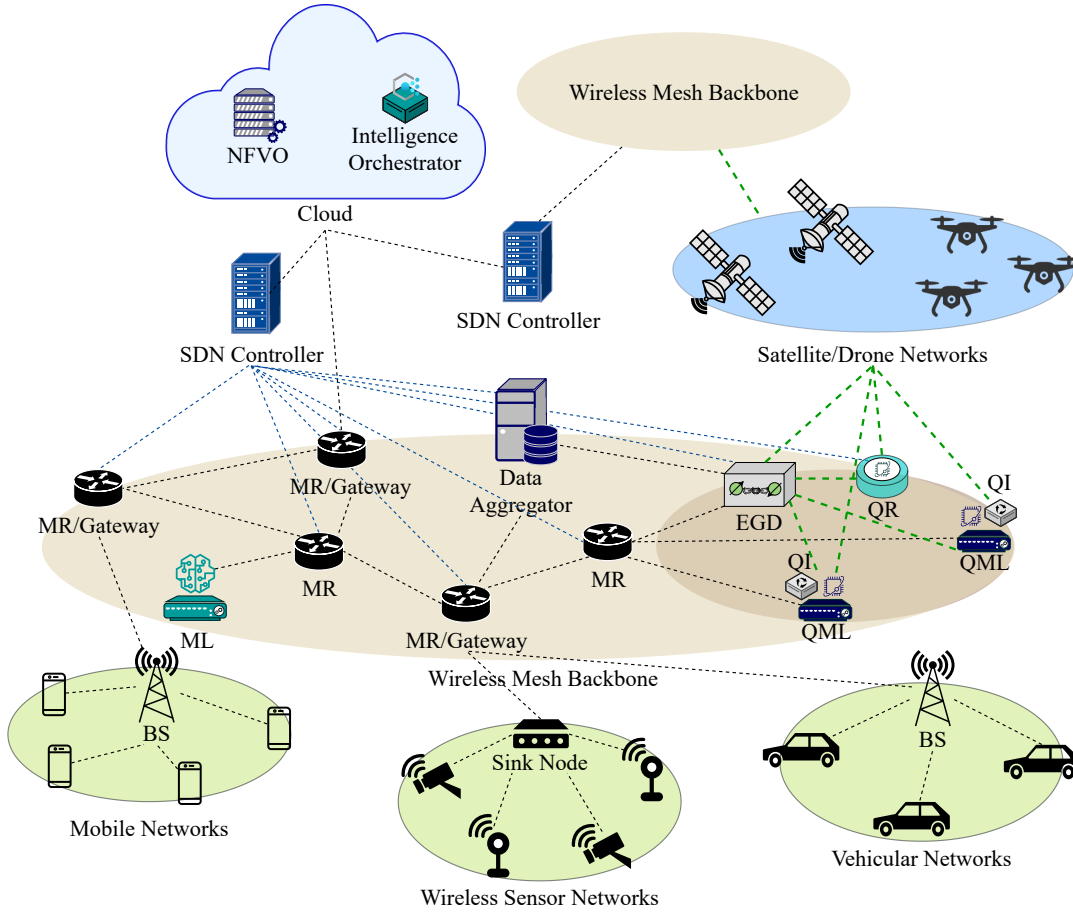 Wireless Mesh Backbone
NFVO
Intelligence
Orchestrator
Cloud
SDN Controller
SDN Controller
Satellite/Drone Networks
MR/Gateway
MR/Gateway
Data
Aggregator
EGD
QR
QI
MR
MR
QML
QI
ML
MR/Gateway
QML
Wireless Mesh Backbone
BS
Mobile Networks
Sink Node
Wireless Sensor Networks
BS
Vehicular Networks